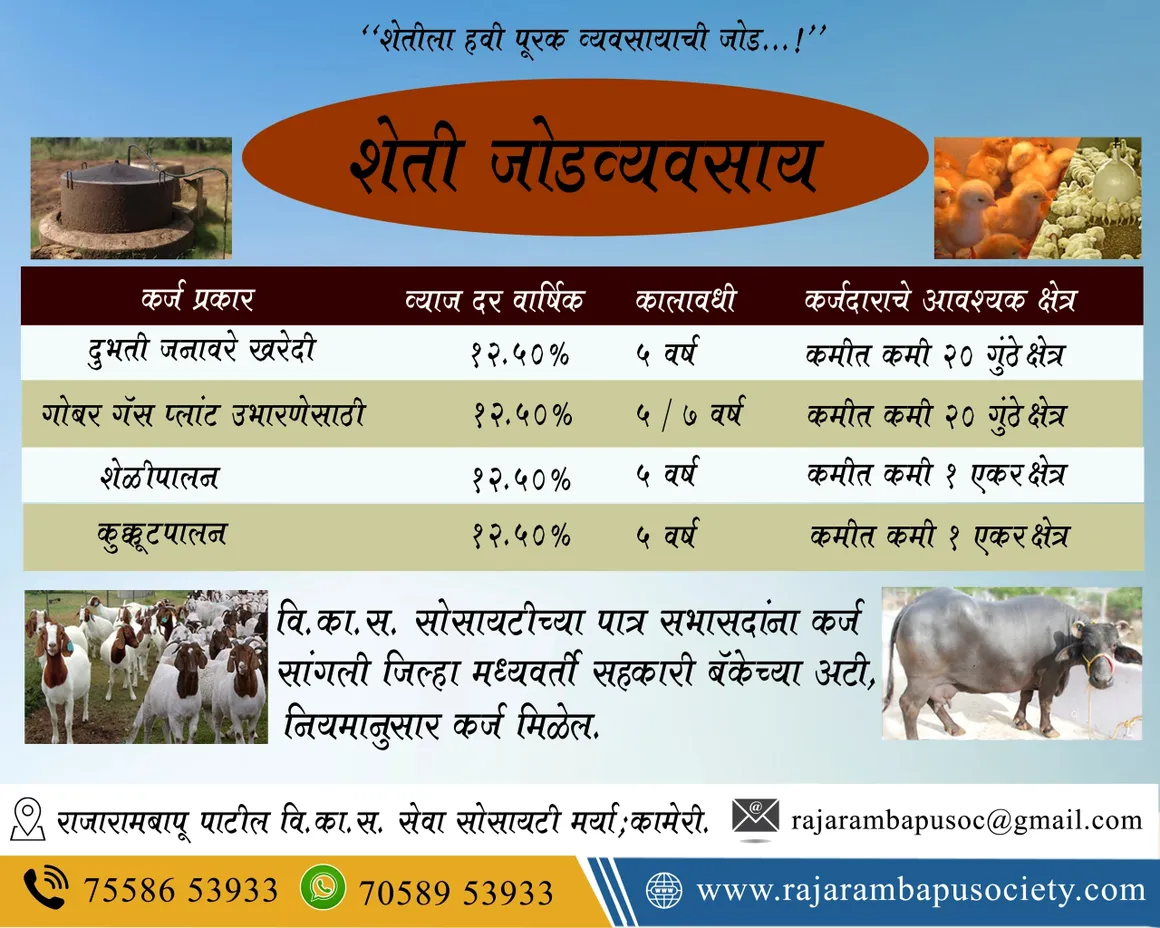 “शेतीला हवी पूरक व्यवसायाची जोड...!”
शेती जोडव्यवसाय
कर्ज प्रकार व्याज दर वार्षिक कालावधी कर्जदाराचे आवश्यक क्षेत्र
दुभती जनावरे खरेदी १२.५०% ५ वर्ष कमीत कमी २० गुंठे क्षेत्र
गोबर गॅस प्लांट उभारणेसाठी १२.५०% ५ / ७ वर्ष कमीत कमी २० गुंठे क्षेत्र
शेळीपालन १२.५०% ५ वर्ष कमीत कमी १ एकर क्षेत्र
कुक्कूटपालन १२.५०% ५ वर्ष कमीत कमी १ एकर क्षेत्र
वि.का.स. सोसायटीच्या पात्र सभासदांना कर्ज
सांगली जिल्हा मध्यवर्ती सहकारी बॅकेच्या अटी,
नियमानुसार कर्ज मिळेल.
राजारामबापू पाटील वि.का.स. सेवा सोसायटी मर्या;कामेरी. rajarambapusoc@gmail.com
75586 53933 70589 53933 www.rajarambapusociety.com